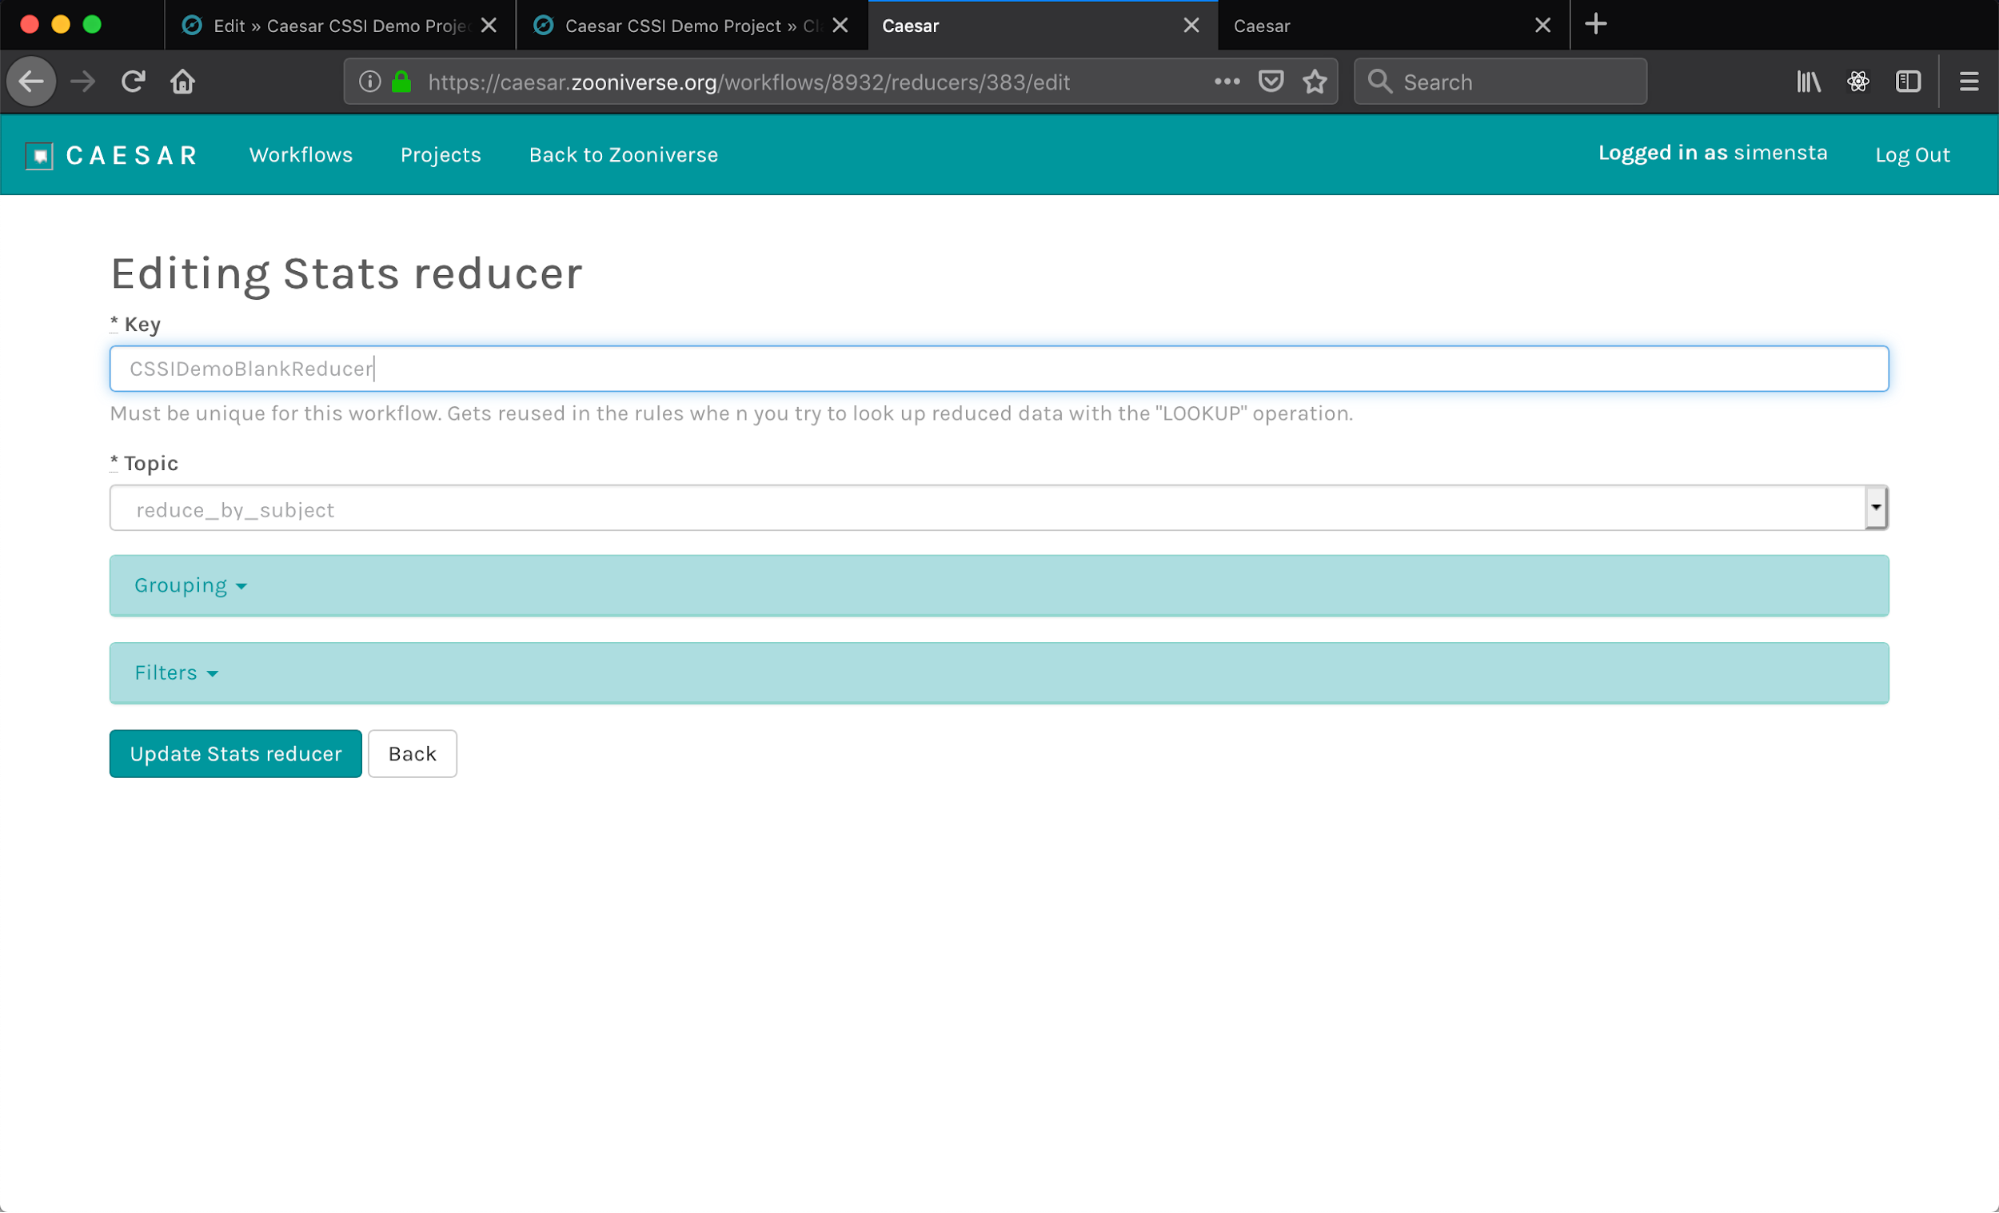 Edit » Caesar CSSI Demo Proje
Caesar CSSI Demo Project » Cl
Caesar
Caesar
https://caesar.zooniverse.org/workflows/8932/reducers/383/edit
Search
CAESAR
Workflows
Projects
Back to Zooniverse
Logged in as simensta
Log Out
Editing Stats reducer
* Key
CSSIDemoBlankReducer
Must be unique for this workflow. Gets reused in the rules whe n you try to look up reduced data with the "LOOKUP" operation.
* Topic
reduce_by_subject
Grouping
Filters
Update Stats reducer
Back